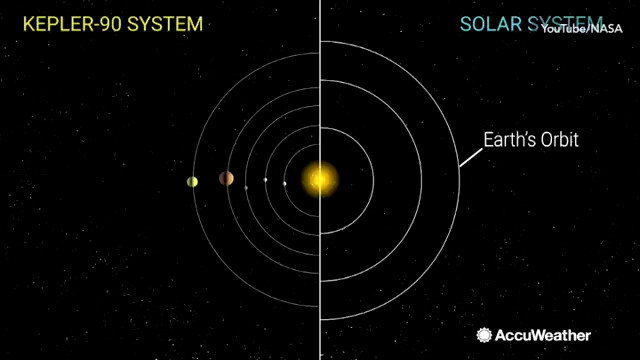 KEPLER-90 SYSTEM
SOLAR SYSTEM
YouTube/NASA
Earth's Orbit
AccuWeather